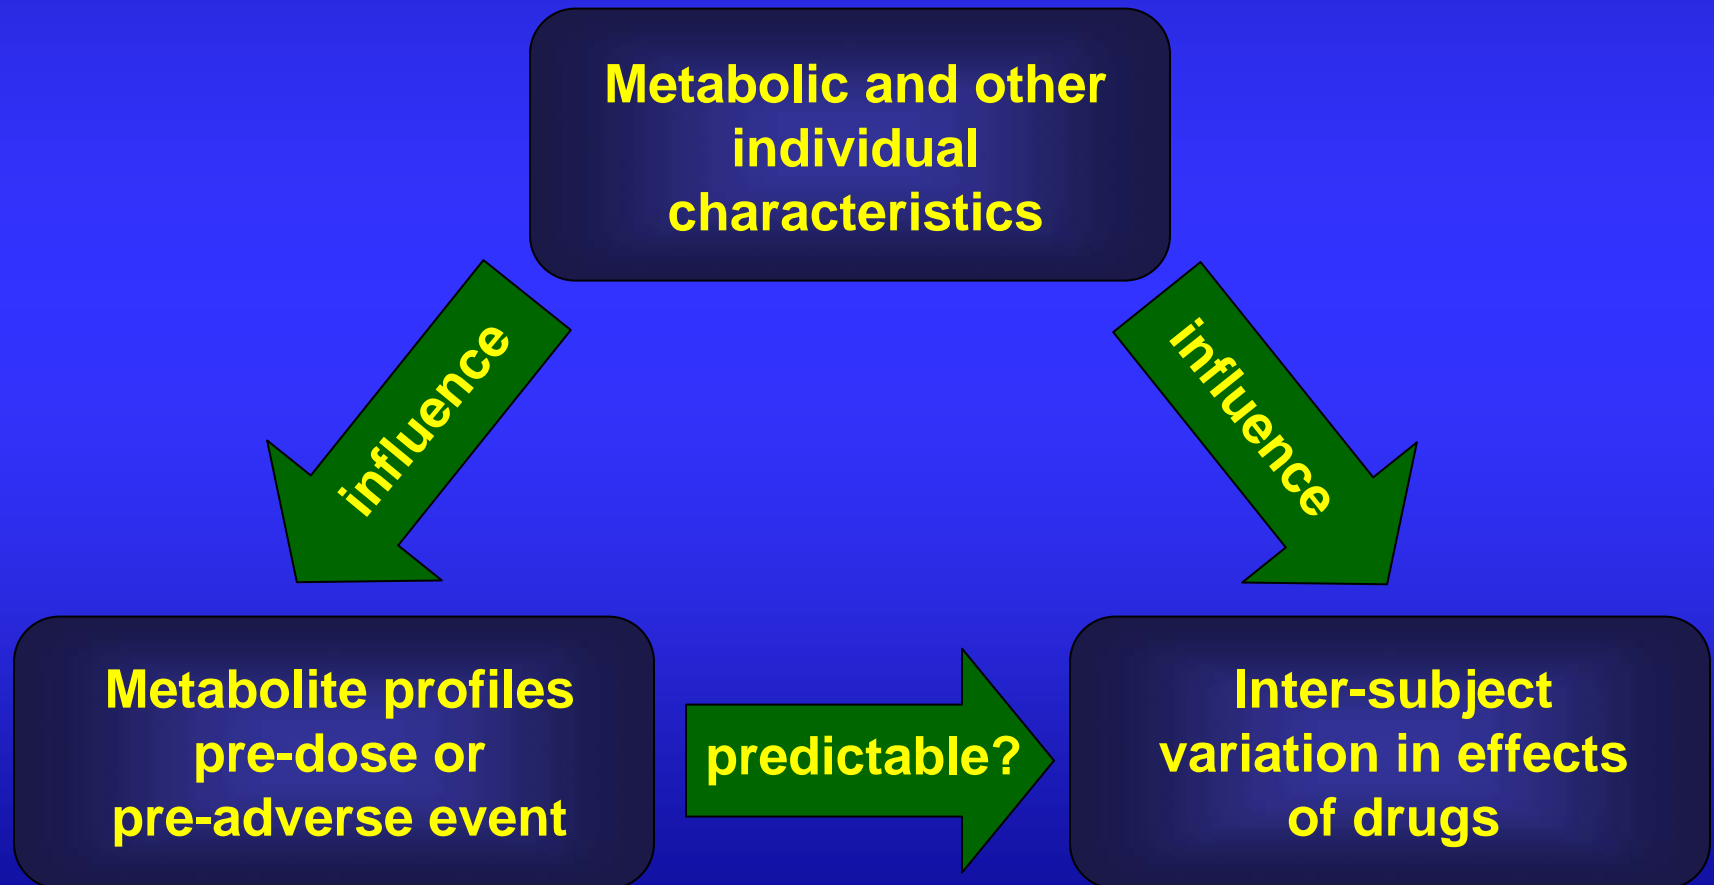 Metabolic and other
individual
characteristics
influence
influence
Metabolite profiles
pre-dose or
pre-adverse event
predictable?
Inter-subject
variation in effects
of drugs